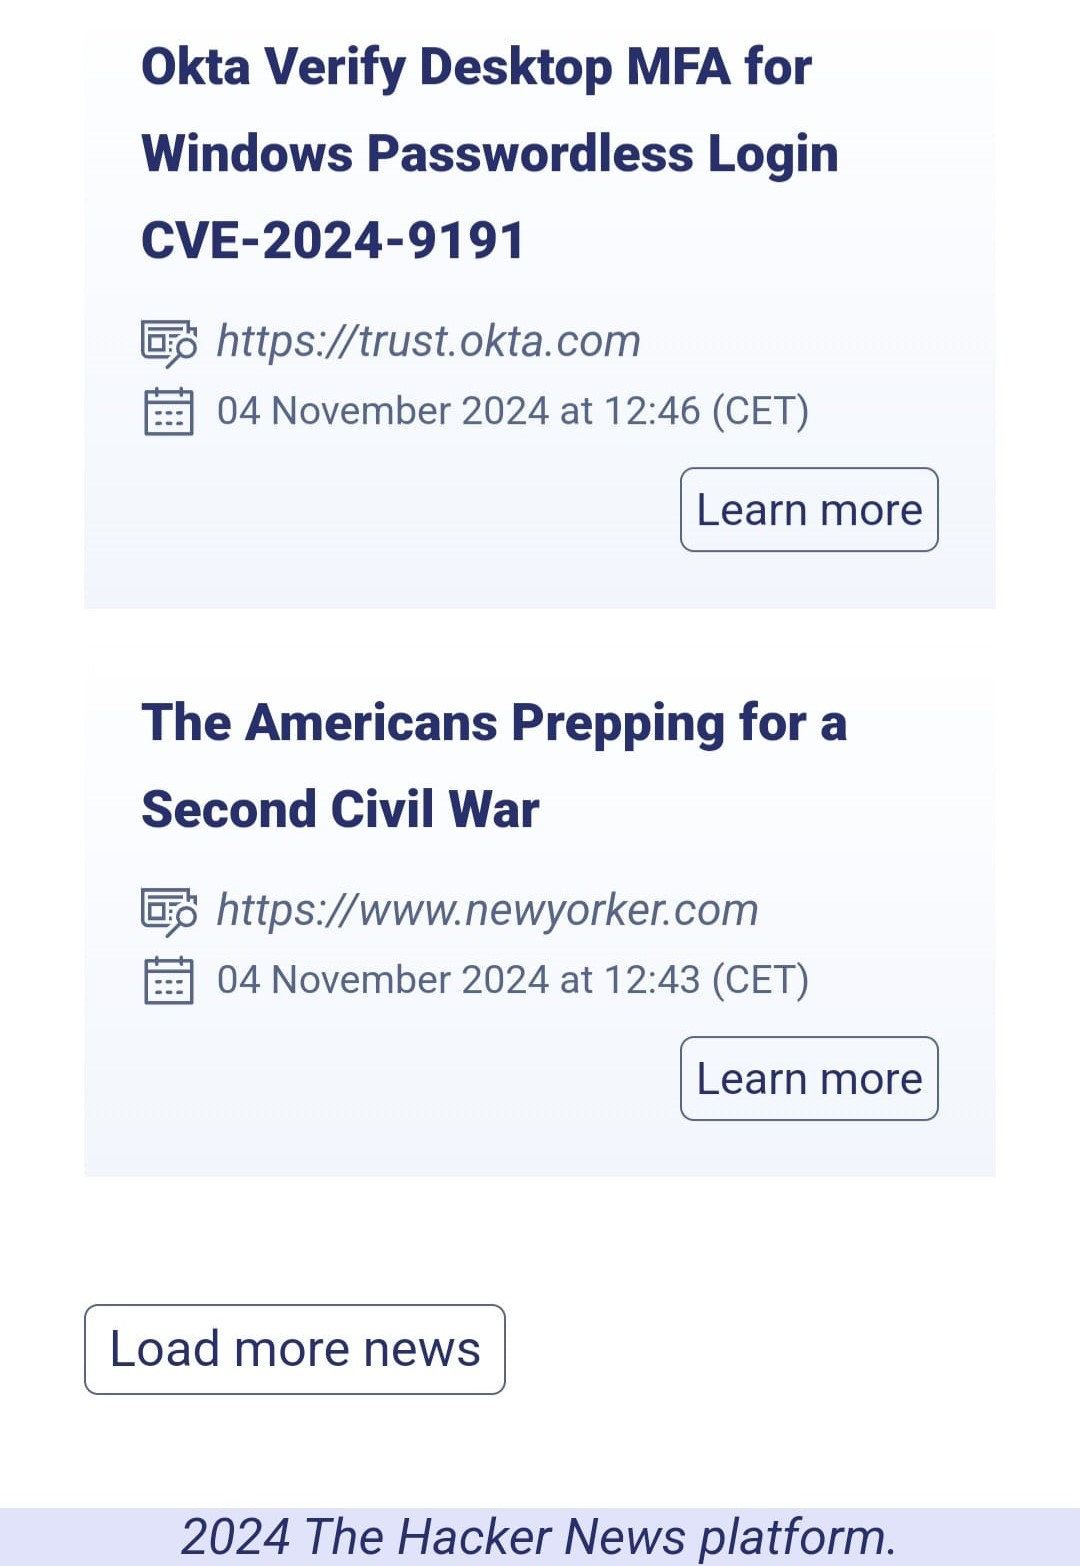 Okta Verify Desktop MFA for
Windows Passwordless Login
CVE-2024-9191
https://trust.okta.com
04 November 2024 at 12:46 (CET)
Learn more
The Americans Prepping for a
Second Civil War
https://www.newyorker.com
04 November 2024 at 12:43 (CET)
Learn more
Load more news
2024 The Hacker News platform.